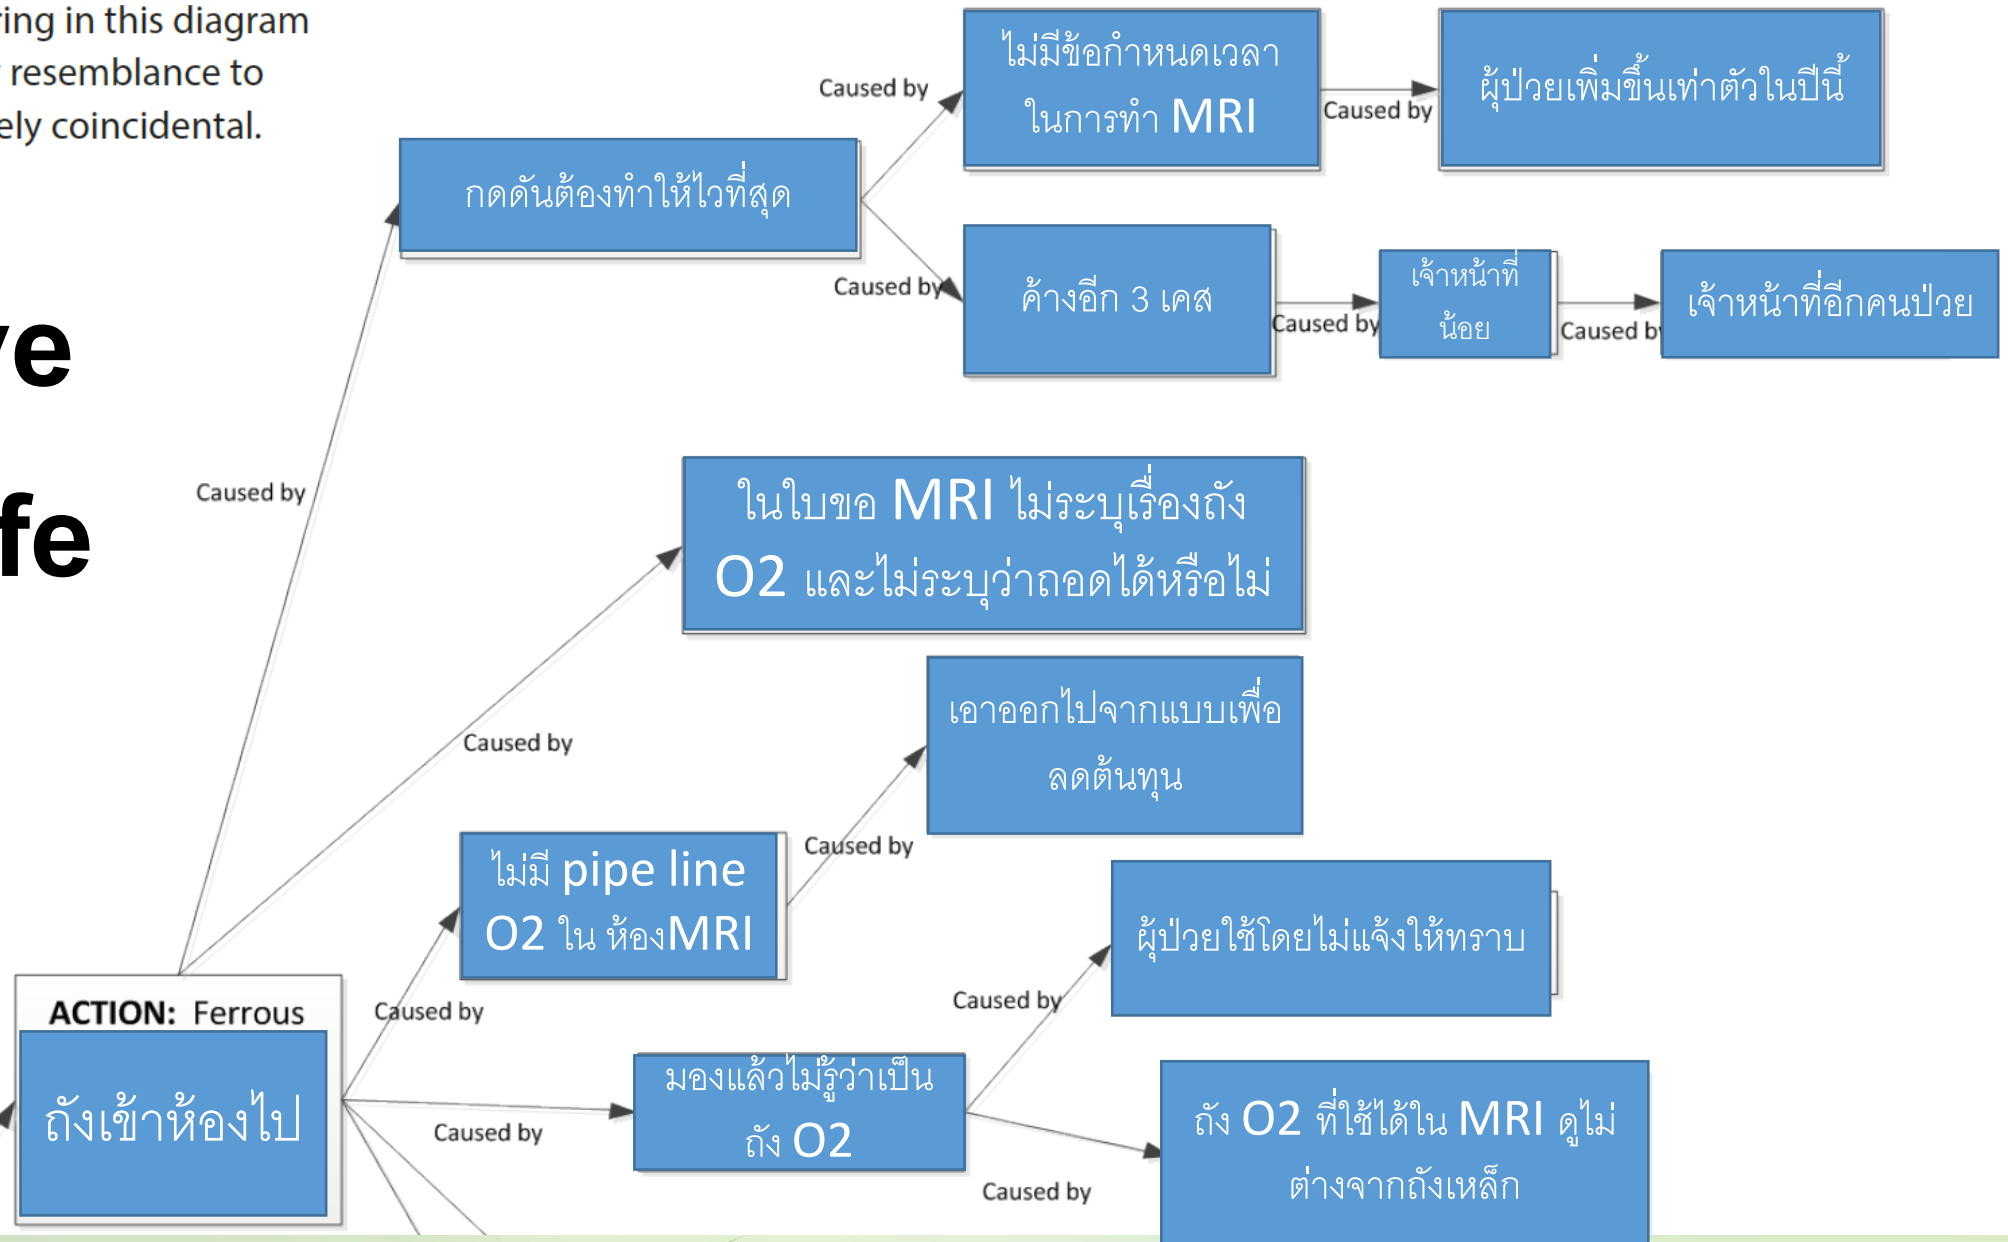 ring in this diagram
resemblance to
ely coincidental.
Caused by
ไม่มีข้อกำหนดเวลา
ในการทำ MRI
Caused by
ผุ้ป่วยเพิ่มขึ้นเท่าตัวในปีนี้
กดดันต้องทำให้ไวที่สุด
Caused by
ค้างอีก 3 เคส
Caused by
เจ้าหน้าที่
น้อย
Caused by
เจ้าหน้าที่อีกคนป่วย
ve
fe
Caused by
ในใบขอ MRI ไม่ระบุเรื่องถัง
O2 และไม่ระบุว่าถอดได้หรือไม่
Caused by
เอาออกไปจากแบบเพื่อ
ลดต้นทุน
Caused by
ไม่มี pipe line
O2 ใน ห้องMRI
Caused by
ผุ้ป่วยใช้โดยไม่แจ้งให้ทราบ
Caused by
ACTION: Ferrous
ถังเข้าห้องไป
Caused by
มองแล้วไม่รู้ว่าเป็น
ถัง O2
Caused by
ถัง O2 ที่ใช้ได้ใน MRI ดูไม่
ต่างจากถังเหล็ก